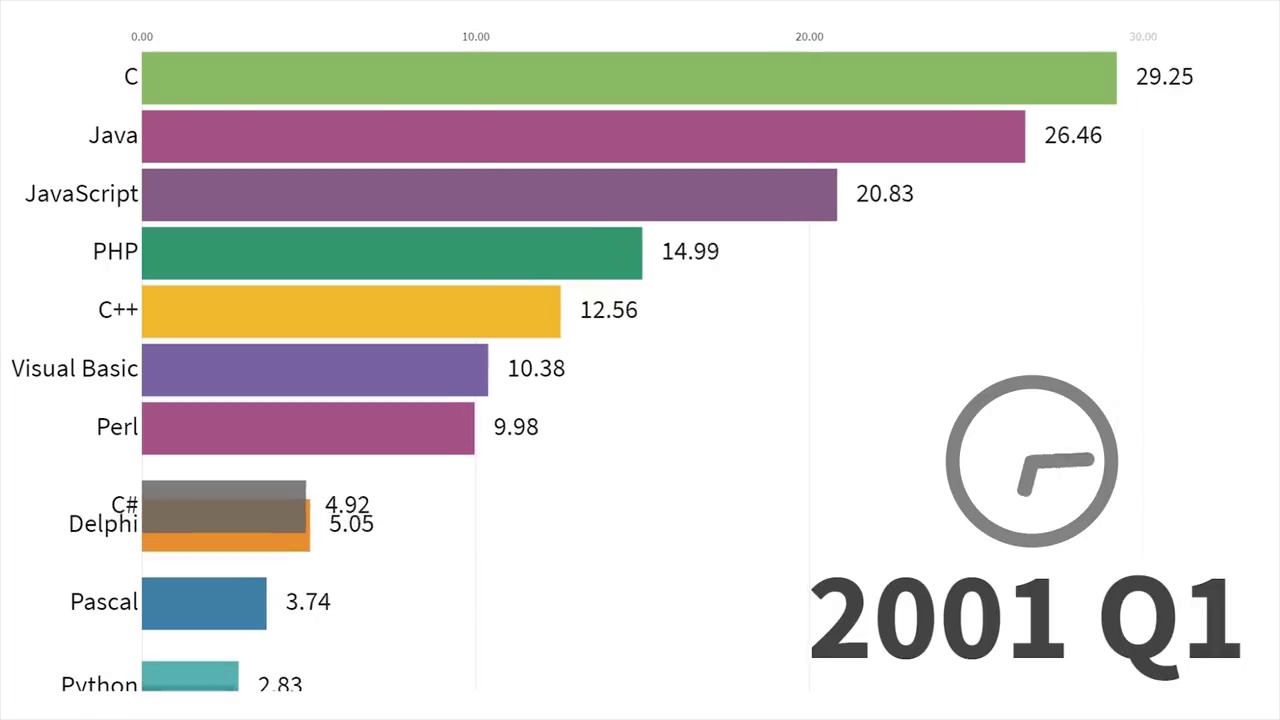 0.00 10.00 20.00 30.00
C 29.25
Java 26.46
JavaScript 20.83
PHP 14.99
C++ 12.56
Visual Basic 10.38
Perl 9.98
C# 4.92
Delphi 5.05
Pascal 3.74
2001 Q1
Python 2.83